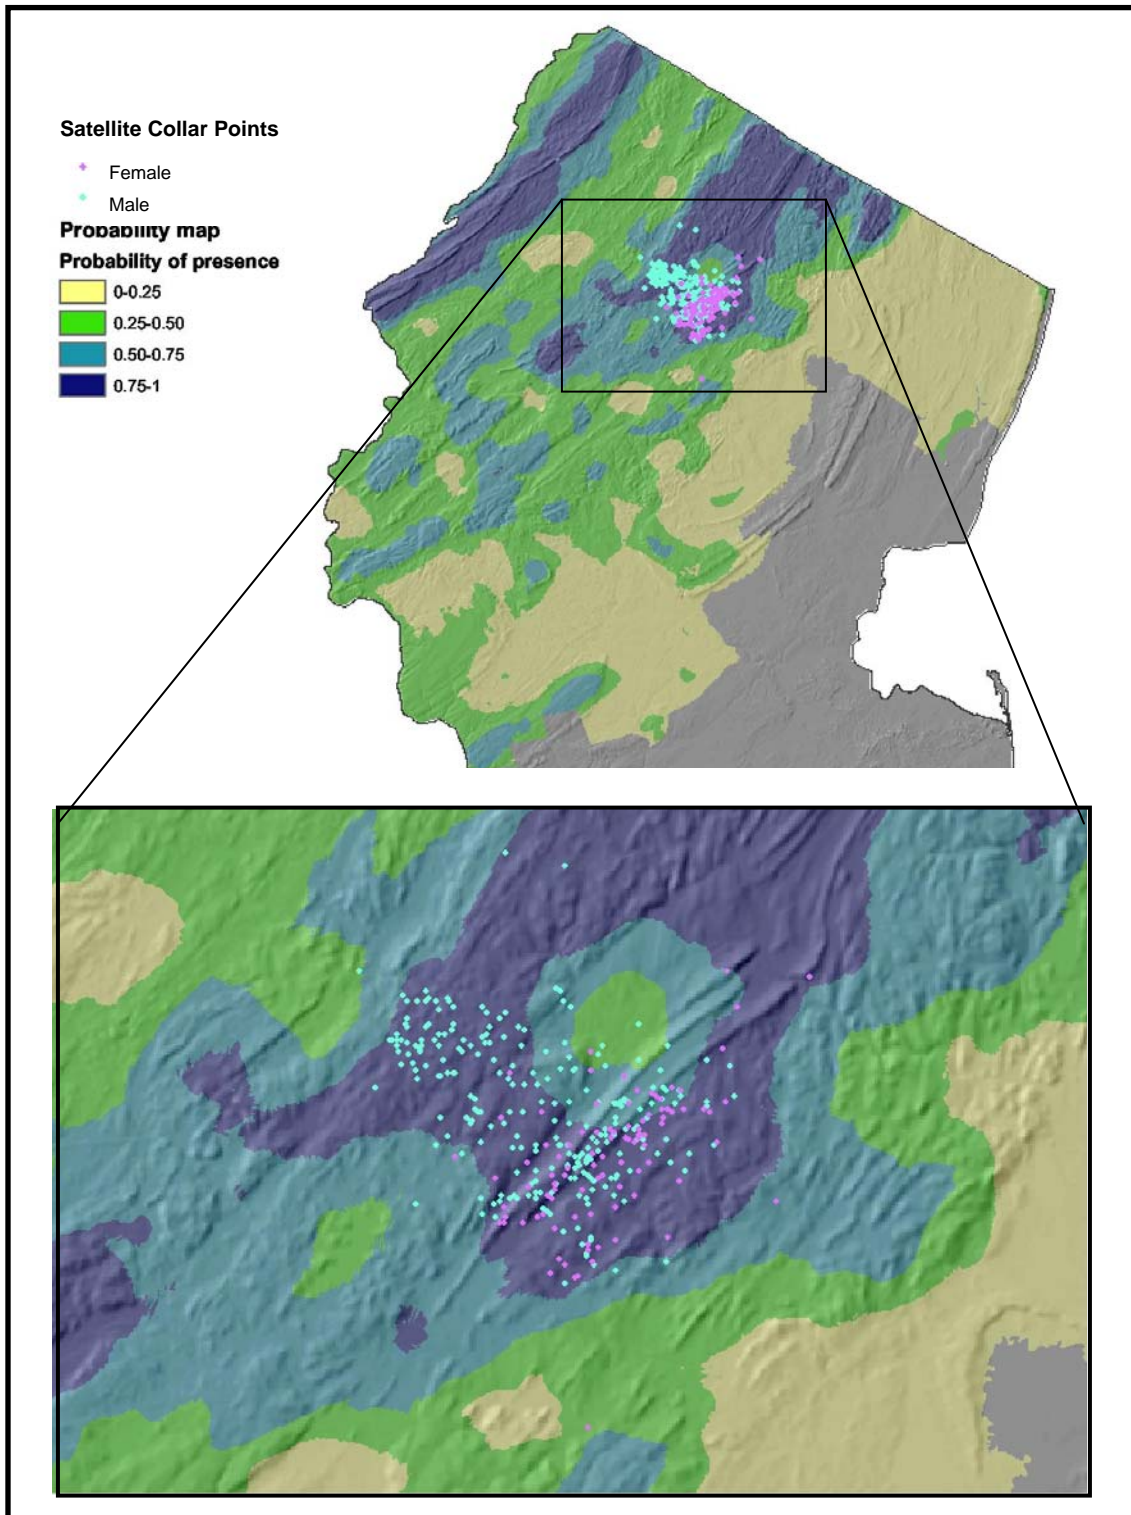 Satellite Collar Points
Female
Male
Probability map
Probability of presence
0-0.25
0.25-0.50
0.50-0.75
0.75-1